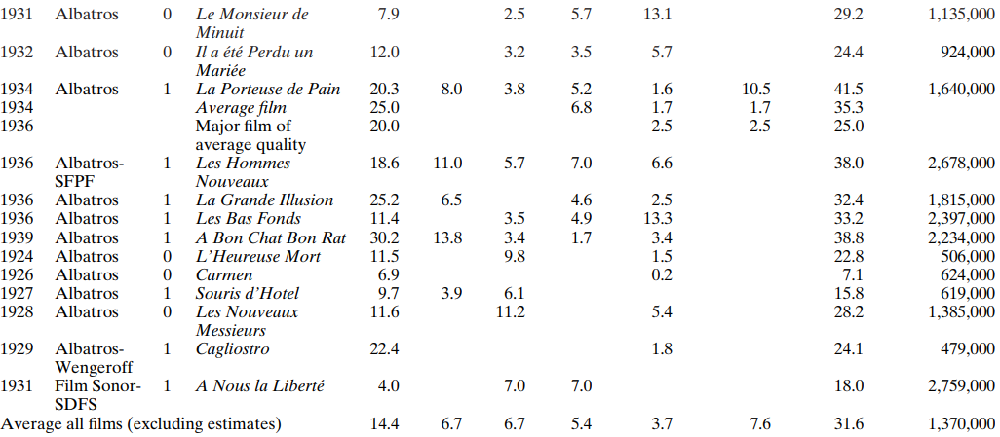 1931 Albatros 0 Le Monsieur de 7.9 2.5 5.7 13.1 29.2 1,135,000
Minuit
1932 Albatros 0 Il a été Perdu un 12.0 3.2 3.5 5.7 24.4 924,000
Mariée
1934 Albatros 1 La Porteuse de Pain 20.3 8.0 3.8 5.2 1.6 10.5 41.5 1,640,000
1934 Average film 25.0 6.8 1.7 1.7 35.3
1936 Major film of 20.0 2.5 2.5 25.0
average quality
1936 Albatros- 1 Les Hommes 18.6 11.0 5.7 7.0 6.6 38.0 2,678,000
SFPF Nouveaux
1936 Albatros 1 La Grande Illusion 25.2 6.5 4.6 2.5 32.4 1,815,000
1936 Albatros 1 Les Bas Fonds 11.4 3.5 4.9 13.3 33.2 2,397,000
1939 Albatros 1 A Bon Chat Bon Rat 30.2 13.8 3.4 1.7 3.4 38.8 2,234,000
1924 Albatros 0 L'Heureuse Mort 11.5 9.8 1.5 22.8 506,000
1926 Albatros 0 Carmen 6.9 0.2 7.1 624,000
1927 Albatros 1 Souris d'Hotel 9.7 3.9 6.1 15.8 619,000
1928 Albatros 0 Les Nouveaux 11.6 11.2 5.4 28.2 1,385,000
Messieurs
1929 Albatros- 1 Cagliostro 22.4 1.8 24.1 479,000
Wengeroff
1931 Film Sonor- 1 A Nous la Liberté 4.0 7.0 7.0 18.0 2,759,000
SDFS
Average all films (excluding estimates) 14.4 6.7 6.7 5.4 3.7 7.6 31.6 1,370,000